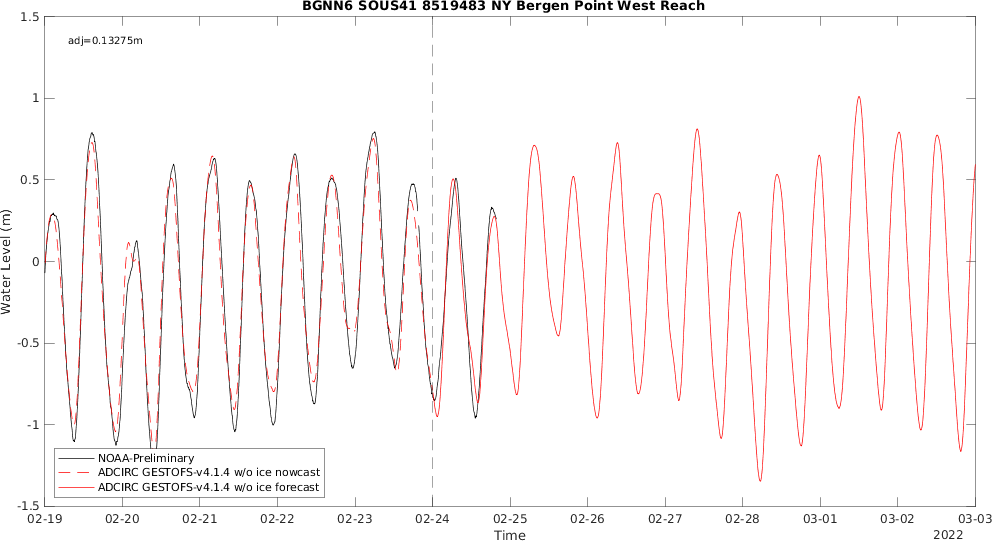 BGNN6 SOUS41 8519483 NY Bergen Point West Reach
adj=0.13275m
1.5
1
0.5
0
-0.5
-1
-1.5
Water Level (m)
NOAA-Preliminary
ADCIRC GESTOFS-v4.1.4 w/o ice nowcast
ADCIRC GESTOFS-v4.1.4 w/o ice forecast
02-19 02-20 02-21 02-22 02-23 02-24 02-25 02-26 02-27 02-28 03-01 03-02 03-03
Time
2022